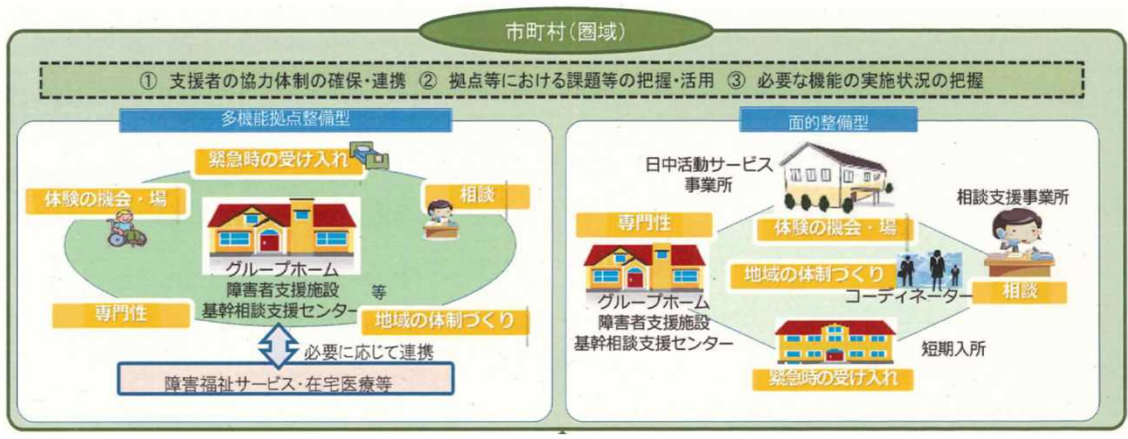 市町村(圏域)
① 支援者の協力体制の確保・連携 ② 拠点等における課題等の把握・活用 ③ 必要な機能の実施状況の把握
多機能拠点整備型
緊急時の受け入れ
体験の機会・場
相談
グループホーム
障害者支援施設
基幹相談支援センター
等
専門性
地域の体制づくり
必要に応じて連携
障害福祉サービス・在宅医療等
面的整備型
日中活動サービス
事業所
相談支援事業所
専門性
体験の機会・場
地域の体制づくり
コーディネーター
相談
グループホーム
障害者支援施設
基幹相談支援センター
短期入所
緊急時の受け入れ